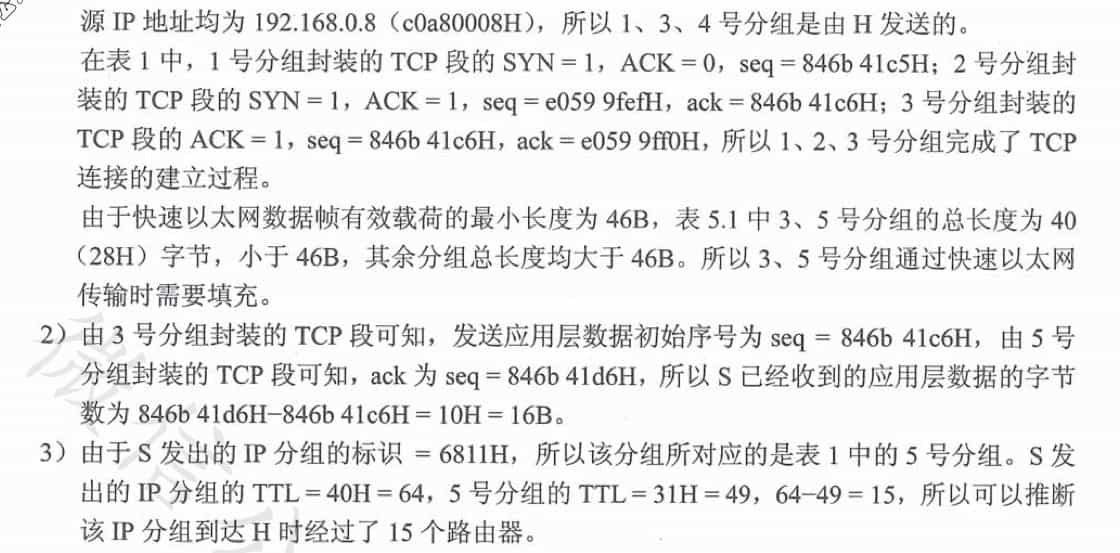 源 IP 地址均为 192.168.0.8（c0a80008H），所以 1、3、4 号分组是由 H 发送的。
在表 1 中，1 号分组封装的 TCP 段的 SYN = 1，ACK = 0，seq = 846b 41c5H；2 号分组封
装的 TCP 段的 SYN = 1，ACK = 1，seq = e059 9fefH，ack = 846b 41c6H；3 号分组封装的
TCP 段的 ACK = 1，seq = 846b 41c6H，ack = e059 9ff0H，所以 1、2、3 号分组完成了 TCP
连接的建立过程。
由于快速以太网数据帧有效载荷的最小长度为 46B，表 5.1 中 3、5 号分组的总长度为 40
（28H）字节，小于 46B，其余分组总长度均大于 46B。所以 3、5 号分组通过快速以太网
传输时需要填充。
2）由 3 号分组封装的 TCP 段可知，发送应用层数据初始序号为 seq = 846b 41c6H，由 5 号
分组封装的 TCP 段可知，ack 为 seq = 846b 41d6H，所以 S 已经收到的应用层数据的字节
数为 846b 41d6H−846b 41c6H = 10H = 16B。
3）由于 S 发出的 IP 分组的标识 = 6811H，所以该分组所对应的是表 1 中的 5 号分组。S 发
出的 IP 分组的 TTL = 40H = 64，5 号分组的 TTL = 31H = 49，64−49 = 15，所以可以推断
该 IP 分组到达 H 时经过了 15 个路由器。
微信